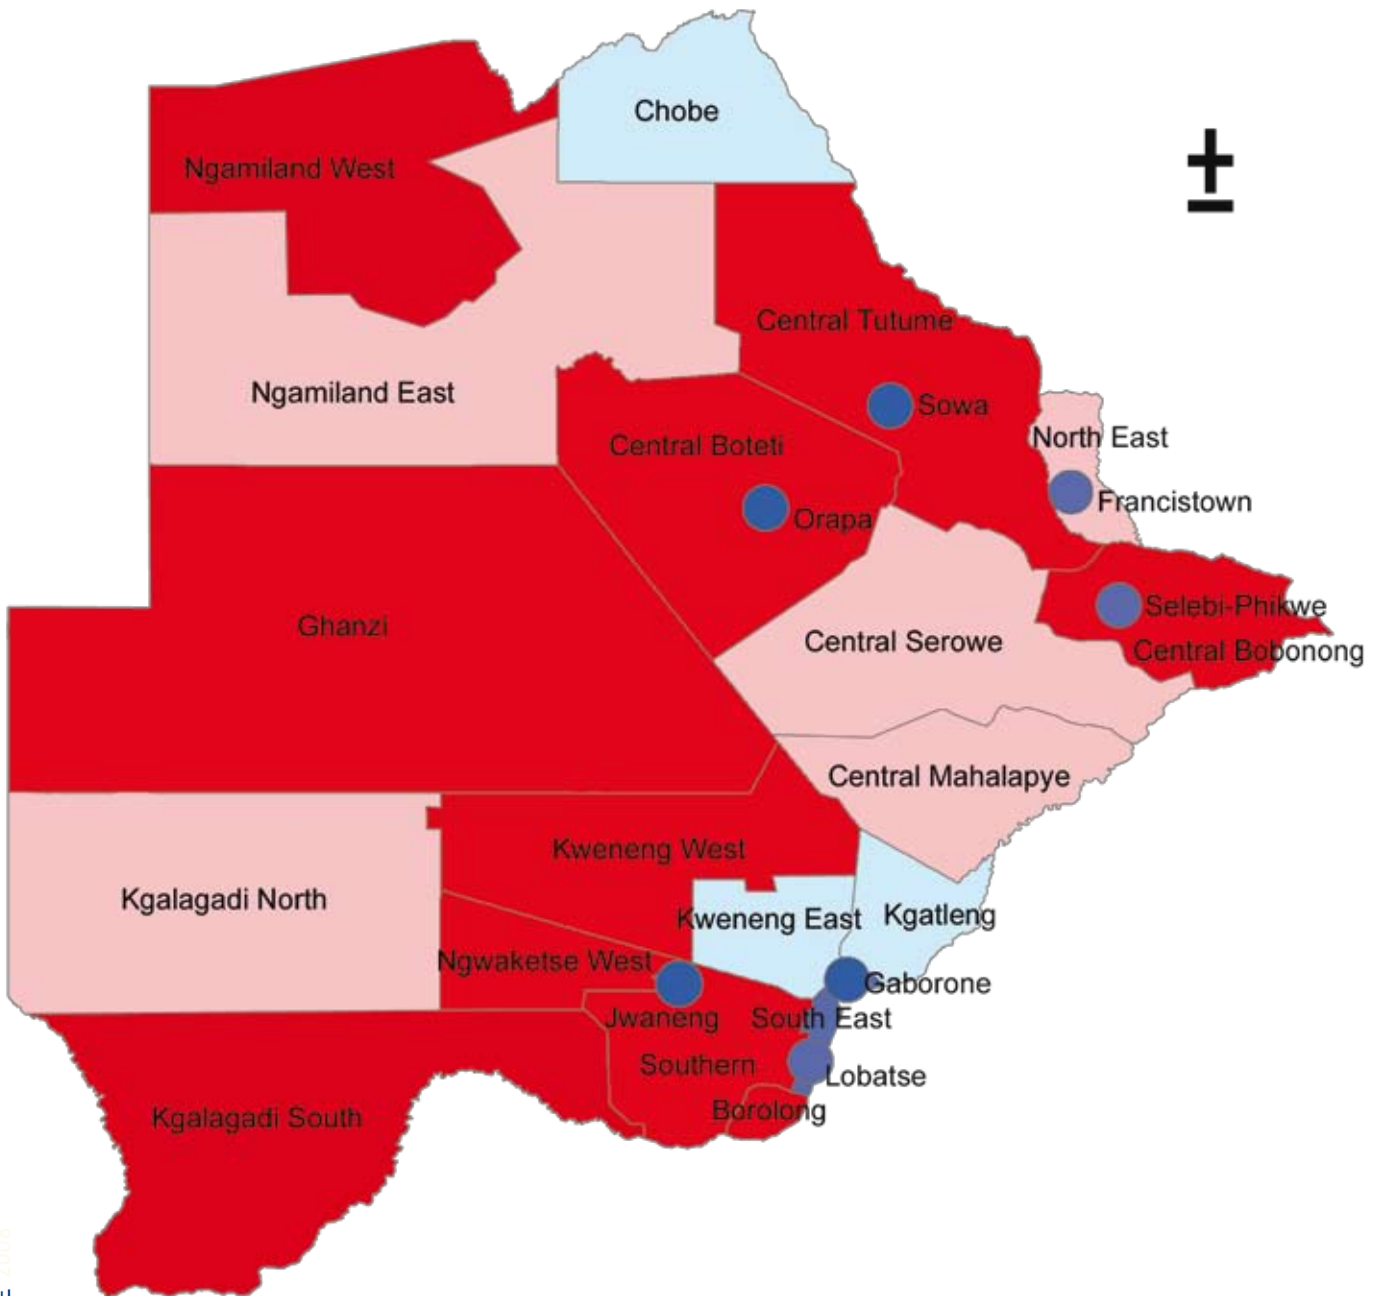 Chobe
Ngamiland West
Central Tutume
Ngamiland East
Sowa
North East
Central Boteti
Francistown
Orapa
Selebi-Phikwe
Ghanzi
Central Serowe
Central Bobonong
Central Mahalapye
Kweneng West
Kgalagadi North
Kweneng East
Kgatleng
Ngwaketse West
Gaborone
Jwaneng
South East
Southern
Lobatse
Borolong
Kgalagadi South